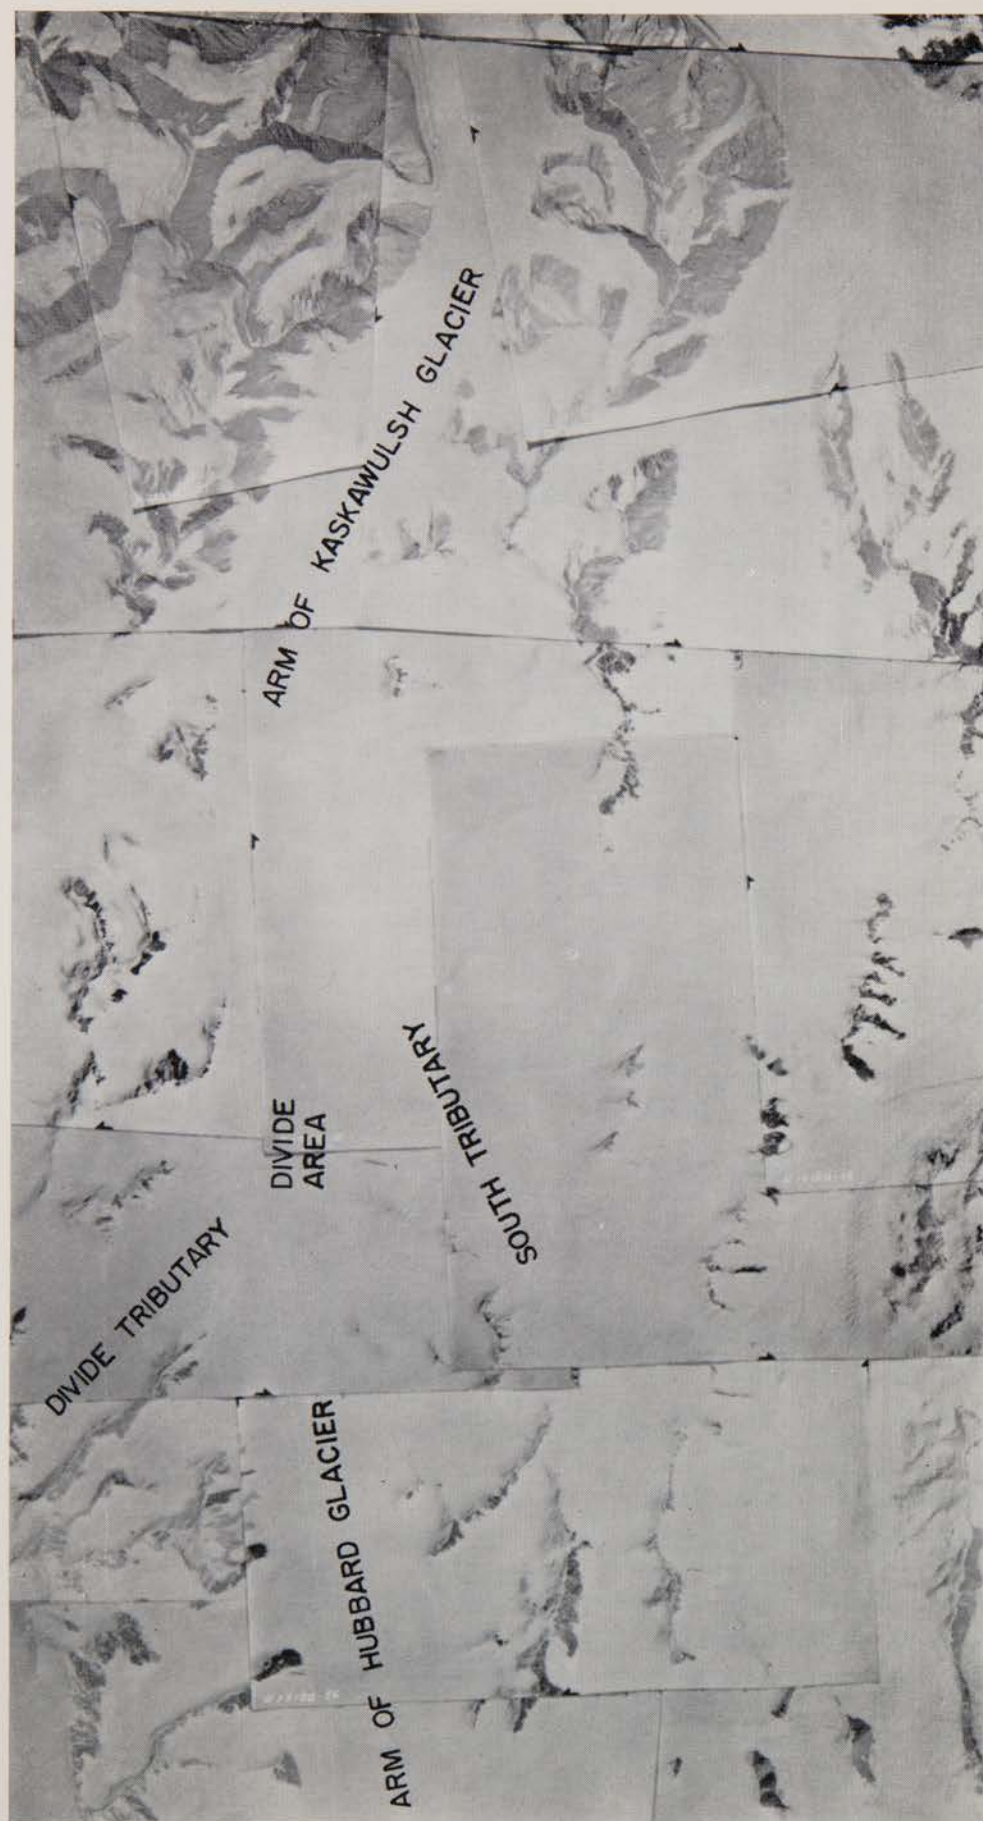 ARM OF KASKAWULSH GLACIER
DIVIDE
AREA
SOUTH TRIBUTARY
DIVIDE TRIBUTARY
ARM OF HUBBARD GLACIER